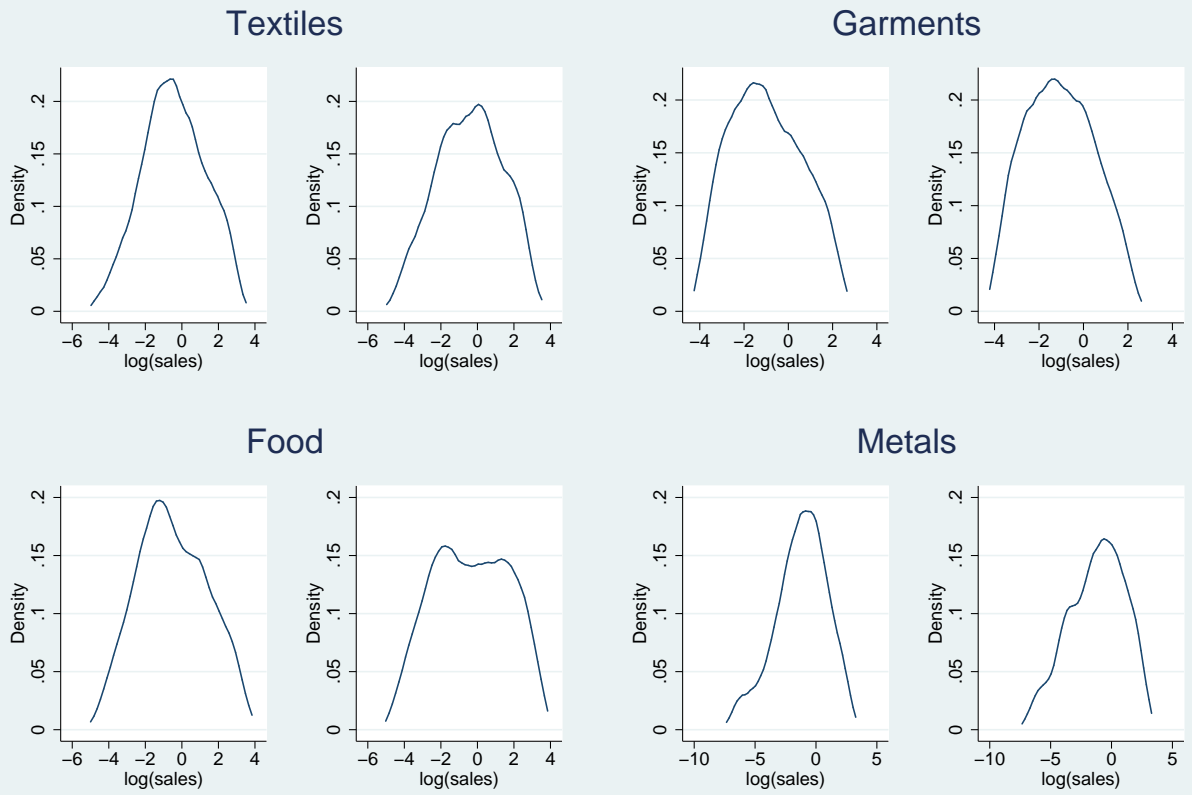 Textiles
Garments
Density
0 .05 .1 .15 .2
−6 −4 −2 0 2 4
log(sales)
Density
0 .05 .1 .15 .2
−6 −4 −2 0 2 4
log(sales)
Density
0 .05 .1 .15 .2
−4 −2 0 2 4
log(sales)
Density
0 .05 .1 .15 .2
−4 −2 0 2 4
log(sales)
Food
Metals
Density
0 .05 .1 .15 .2
−6 −4 −2 0 2 4
log(sales)
Density
0 .05 .1 .15 .2
−6 −4 −2 0 2 4
log(sales)
Density
0 .05 .1 .15 .2
−10 −5 0 5
log(sales)
Density
0 .05 .1 .15 .2
−10 −5 0 5
log(sales)